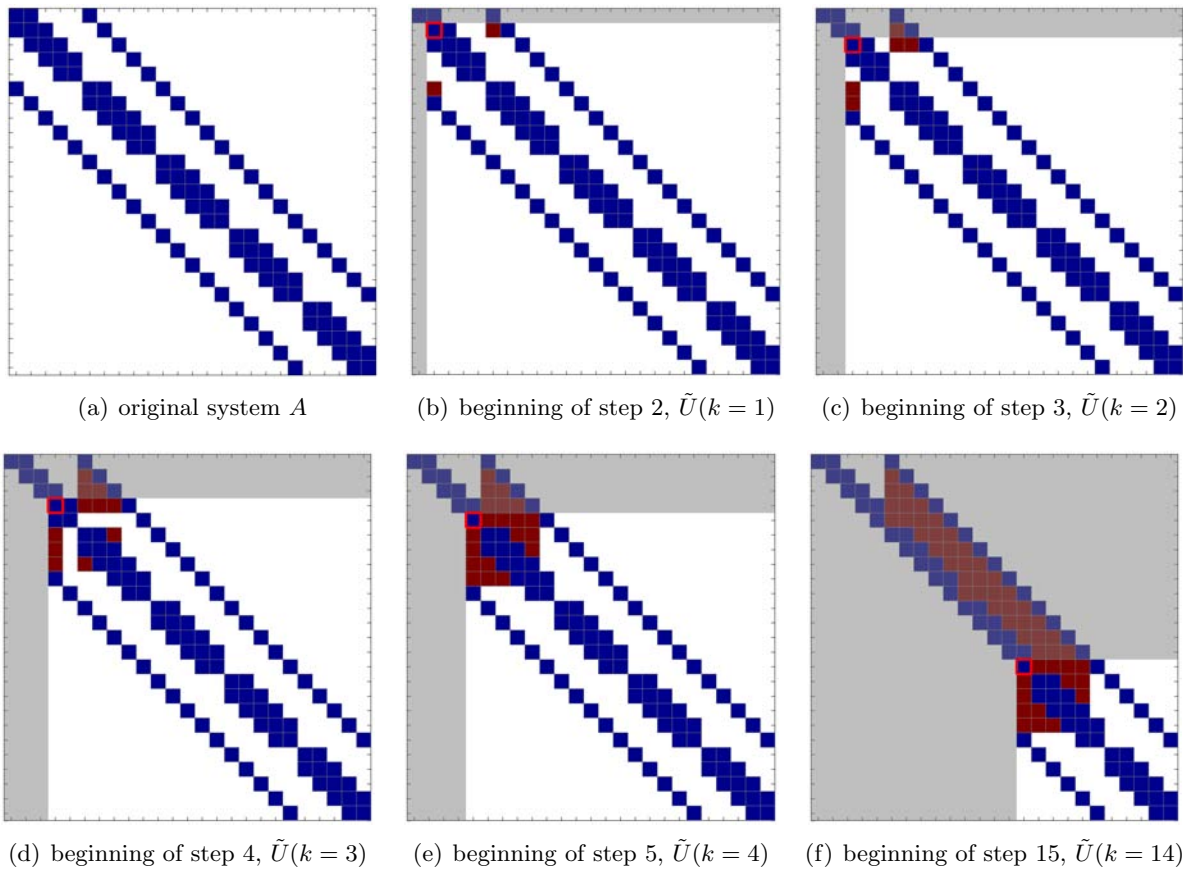 (a) original system A
(b) beginning of step 2, Ũ(k = 1)
(c) beginning of step 3, Ũ(k = 2)
(d) beginning of step 4, Ũ(k = 3)
(e) beginning of step 5, Ũ(k = 4)
(f) beginning of step 15, Ũ(k = 14)